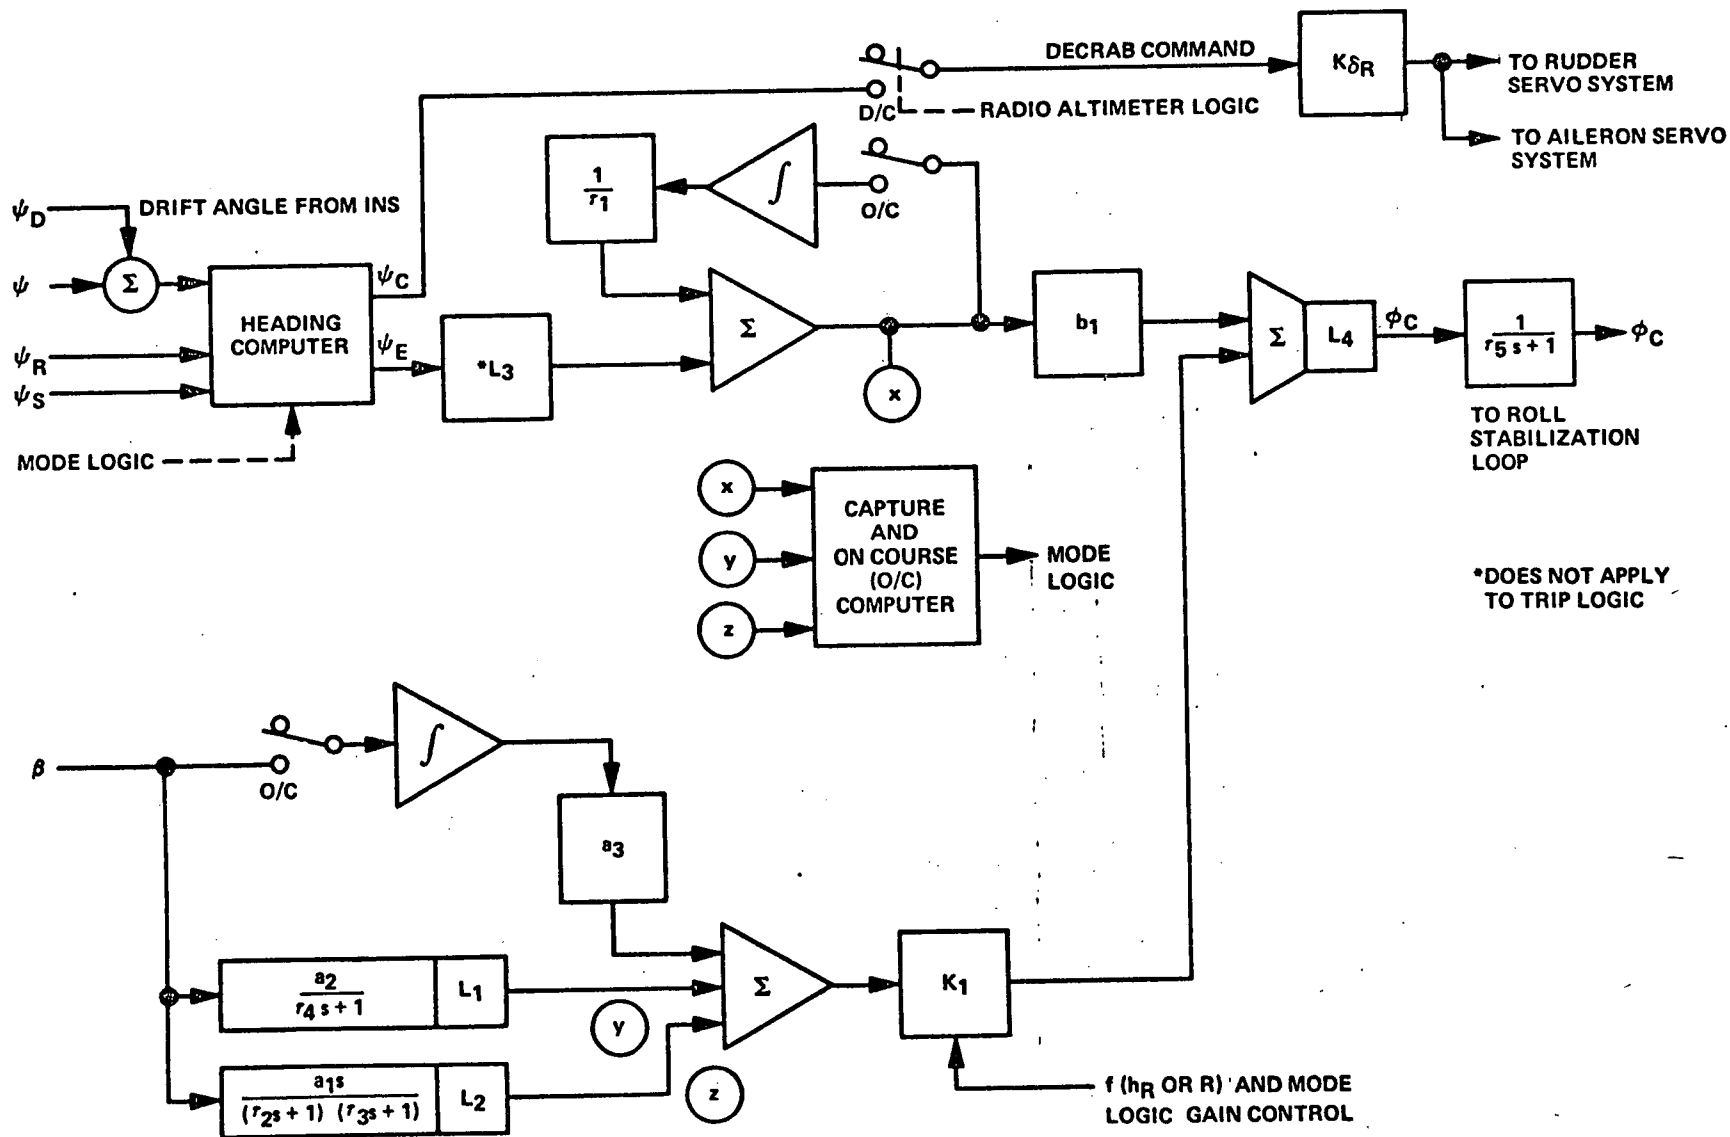 DECRAB COMMAND
KδR
TO RUDDER
SERVO SYSTEM
D/C
RADIO ALTIMETER LOGIC
TO AILERON SERVO
SYSTEM
1
τ1
∫
O/C
ψD
DRIFT ANGLE FROM INS
ψ
Σ
HEADING
COMPUTER
ψC
ψE
ψR
ψS
MODE LOGIC
*L3
Σ
x
b1
Σ
L4
ϕC
1
τ5 s + 1
ϕC
TO ROLL
STABILIZATION
LOOP
x
y
z
CAPTURE
AND
ON COURSE
(O/C)
COMPUTER
MODE
LOGIC
*DOES NOT APPLY
TO TRIP LOGIC
β
O/C
∫
a3
a2
τ4 s + 1
L1
y
Σ
K1
a1s
(τ2s + 1) (τ3s + 1)
L2
z
f (hR OR R) AND MODE
LOGIC GAIN CONTROL